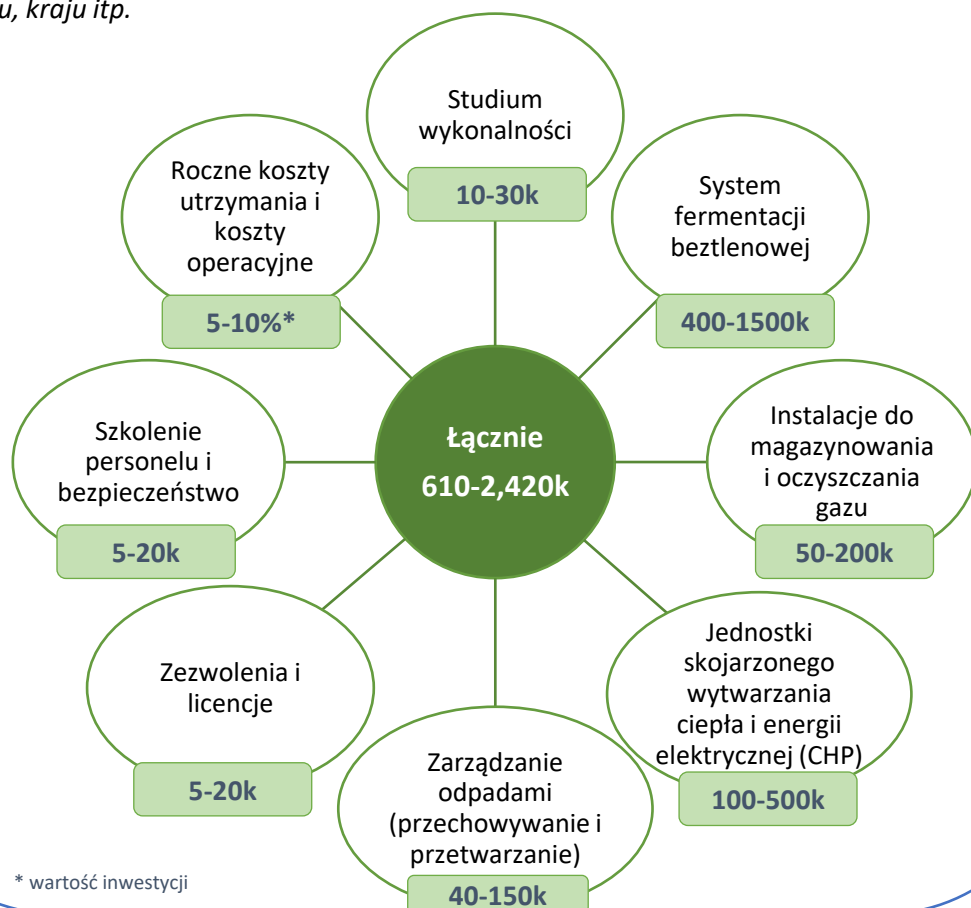 u, kraju itp.
Studium
wykonalności
10-30k
System
fermentacji
beztlenowej
400-1500k
Instalacje do
magazynowania
i oczyszczania
gazu
50-200k
Jednostki
skojarzonego
wytwarzania
ciepła i energii
elektrycznej (CHP)
100-500k
Zarządzanie
odpadami
(przechowywanie i
przetwarzanie)
40-150k
Zezwolenia i
licencje
5-20k
Szkolenie
personelu i
bezpieczeństwo
5-20k
Roczne koszty
utrzymania i
koszty
operacyjne
5-10%*
Łącznie
610-2,420k
* wartość inwestycji